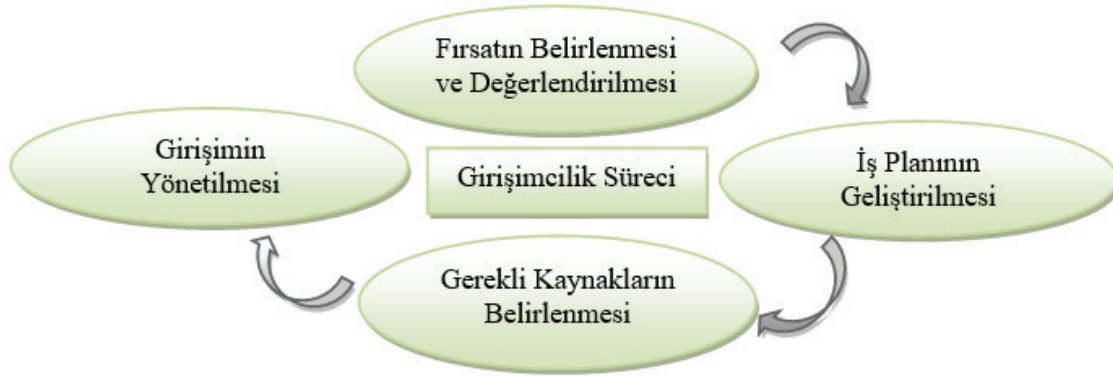 Fırsatın Belirlenmesi
ve Değerlendirilmesi
Girişimin
Yönetilmesi
Girişimcilik Süreci
İş Planının
Geliştirilmesi
Gerekli Kaynakların
Belirlenmesi